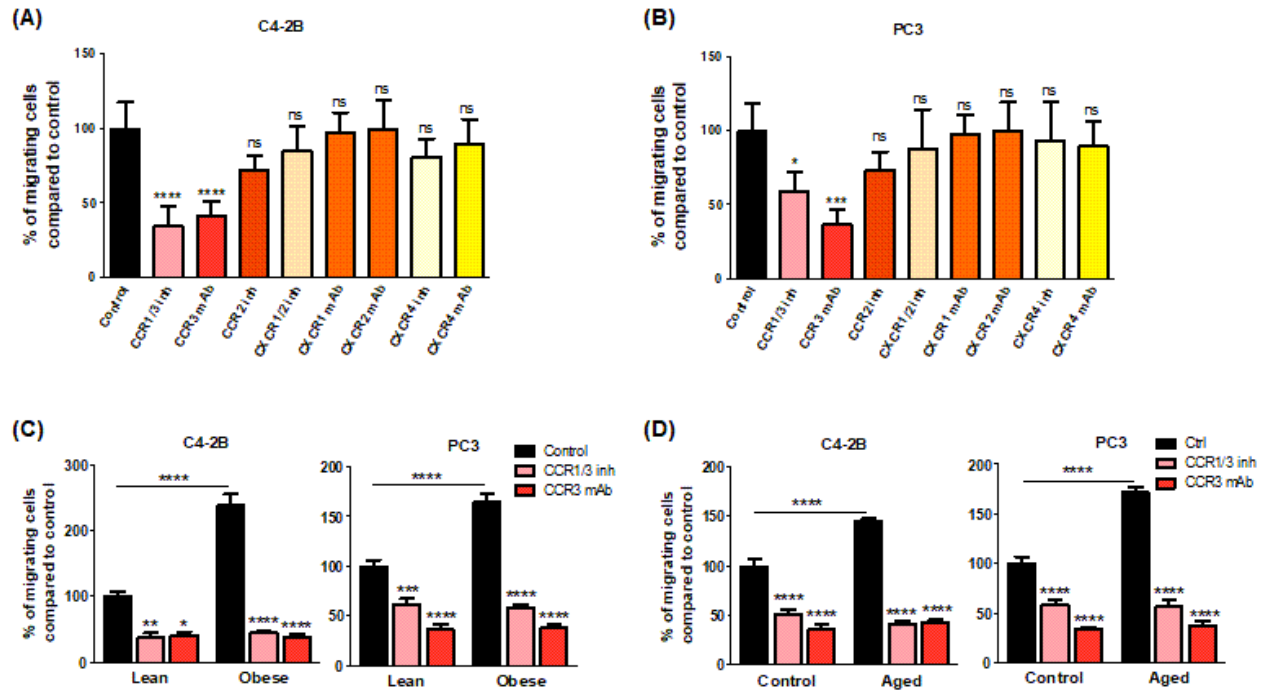 (A)
C4-2B
% of migrating cells
compared to control
150
100
50
0
****
****
ns
ns
ns
ns
ns
ns
Control
CCR1/3 inh
CCR3 mAb
CCR2 inh
CXCR1/2 inh
CXCR1 mAb
CXCR2 mAb
CXCR4 inh
CXCR4 mAb
(B)
PC3
% of migrating cells
compared to control
150
100
50
0
*
***
ns
ns
ns
ns
ns
ns
Control
CCR1/3 inh
CCR3 mAb
CCR2 inh
CXCR1/2 inh
CXCR1 mAb
CXCR2 mAb
CXCR4 inh
CXCR4 mAb
(C)
C4-2B
% of migrating cells
compared to control
300
200
100
0
****
**
*
****
****
Lean
Obese
PC3
200
150
100
50
0
****
***
****
****
****
Lean
Obese
Control
CCR1/3 inh
CCR3 mAb
(D)
C4-2B
% of migrating cells
compared to control
200
150
100
50
0
****
****
****
****
****
Control
Aged
PC3
200
150
100
50
0
****
****
****
****
****
Control
Aged
Ctrl
CCR1/3 inh
CCR3 mAb